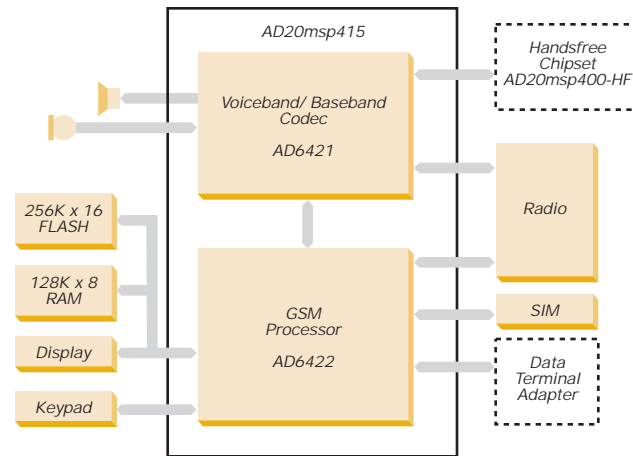 AD20msp415
Voiceband/ Baseband
Codec
AD6421
Handsfree
Chipset
AD20msp400-HF
256K x 16
FLASH
128K x 8
RAM
Display
Keypad
GSM
Processor
AD6422
Radio
SIM
Data
Terminal
Adapter